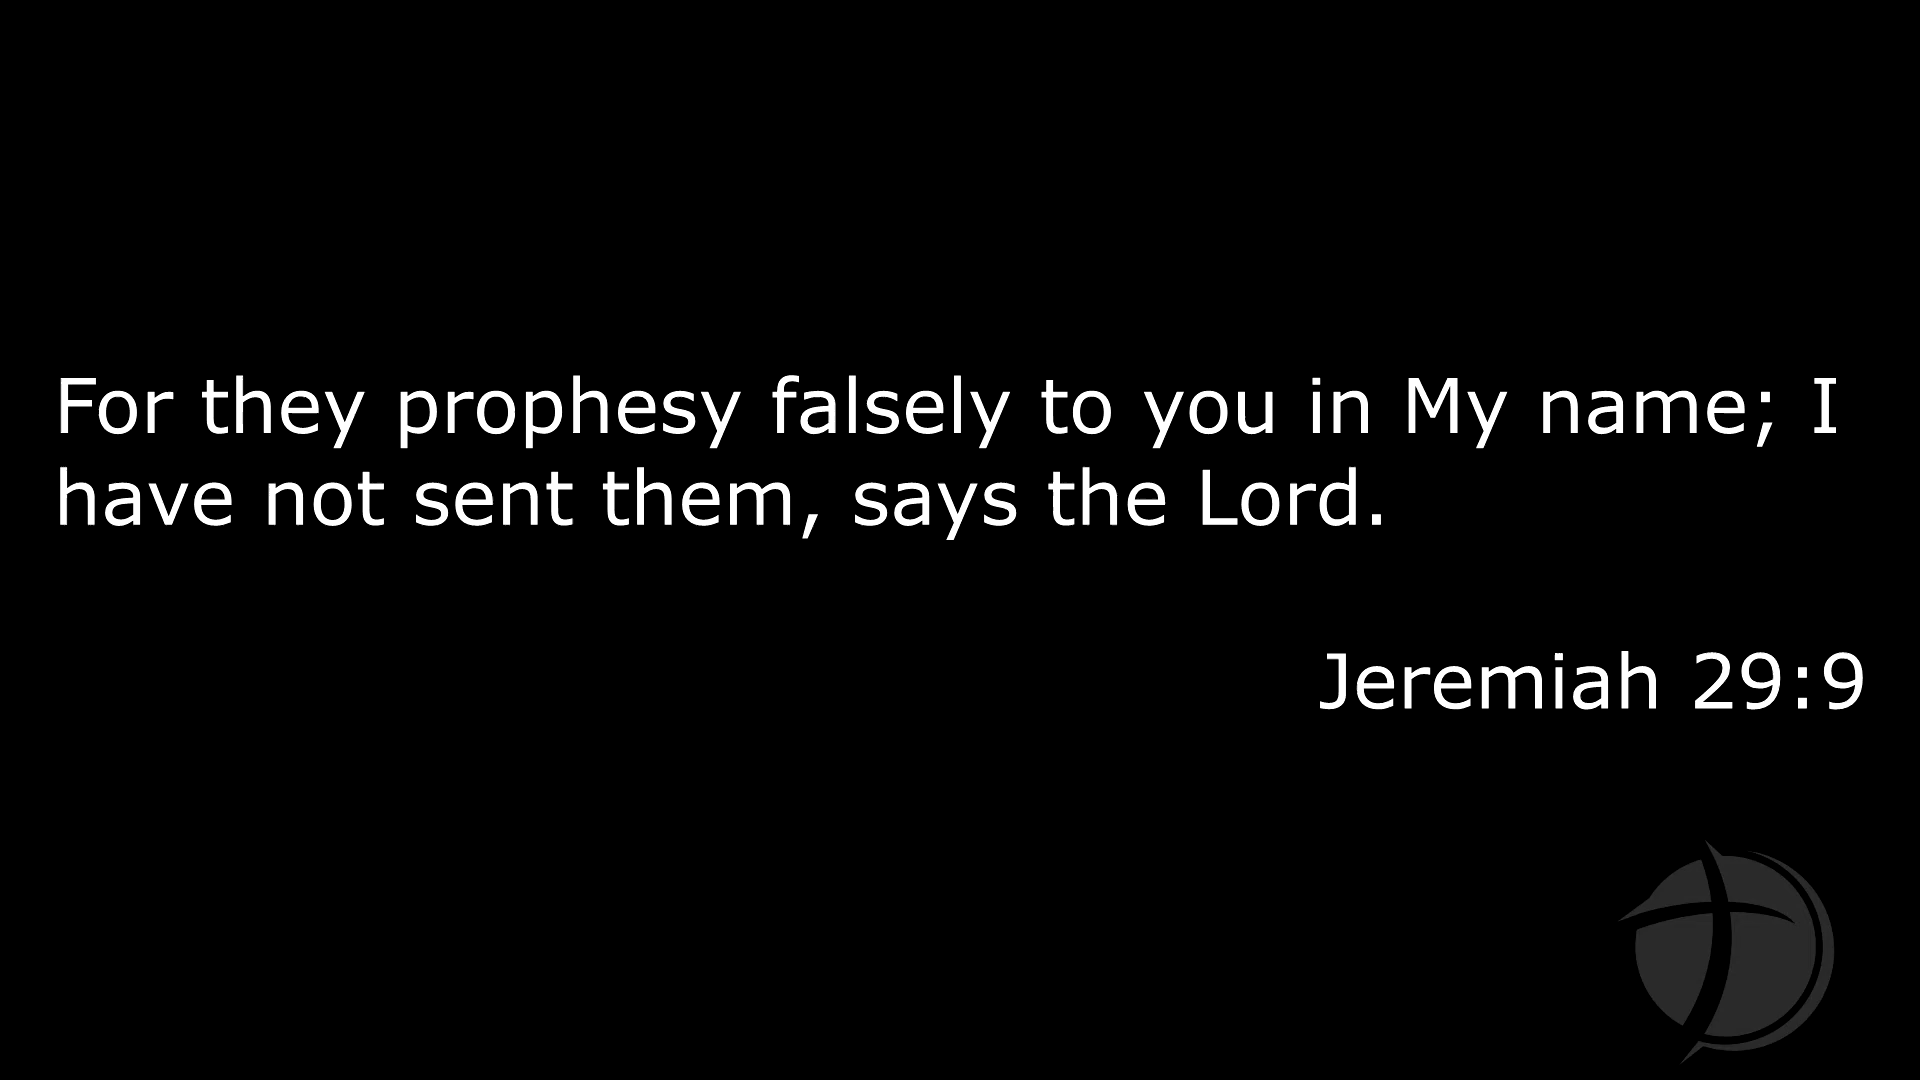 For they prophesy falsely to you in My name; I
have not sent them, says the Lord.
Jeremiah 29:9